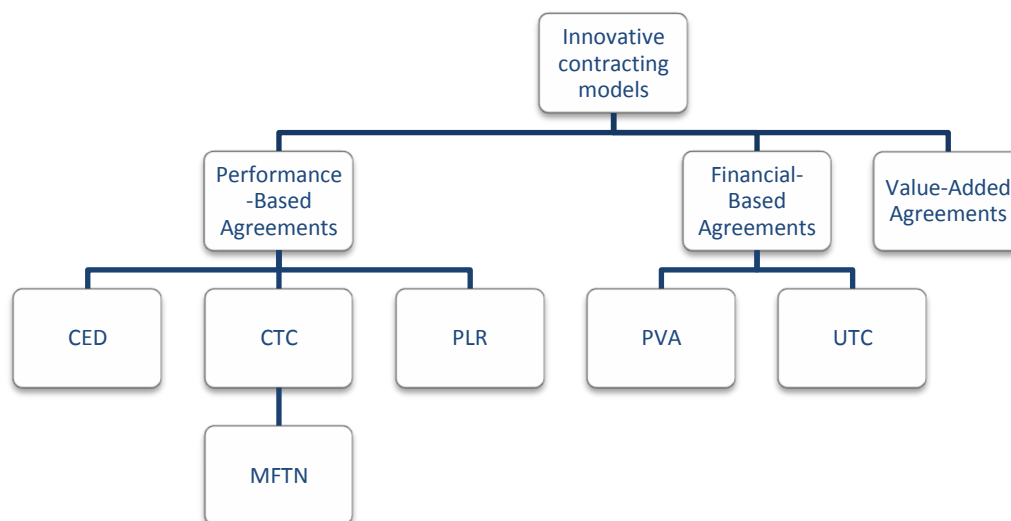 Innovative
contracting
models
Performance
-Based
Agreements
Financial-
Based
Agreements
Value-Added
Agreements
CED
CTC
PLR
PVA
UTC
MFTN